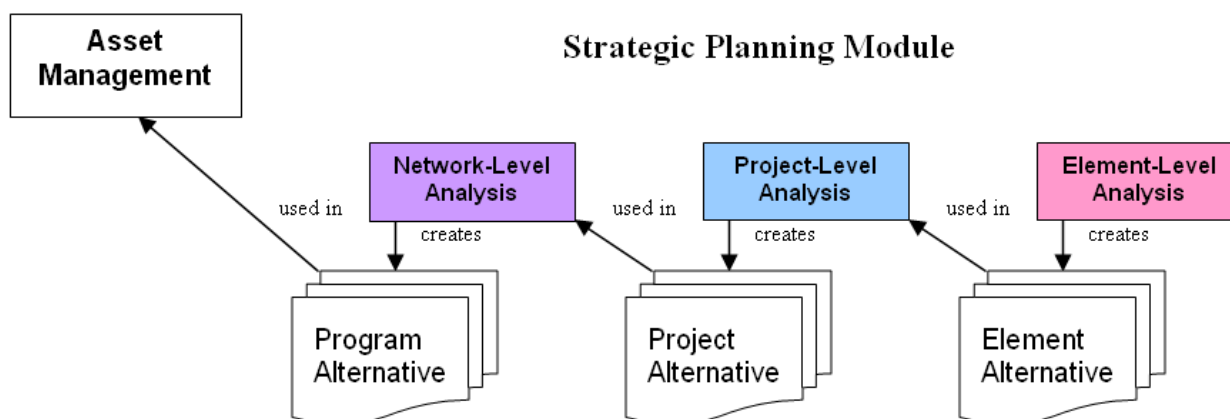 Asset
Management
Strategic Planning Module
Network-Level
Analysis
Project-Level
Analysis
Element-Level
Analysis
used in
creates
used in
creates
used in
creates
Program
Alternative
Project
Alternative
Element
Alternative